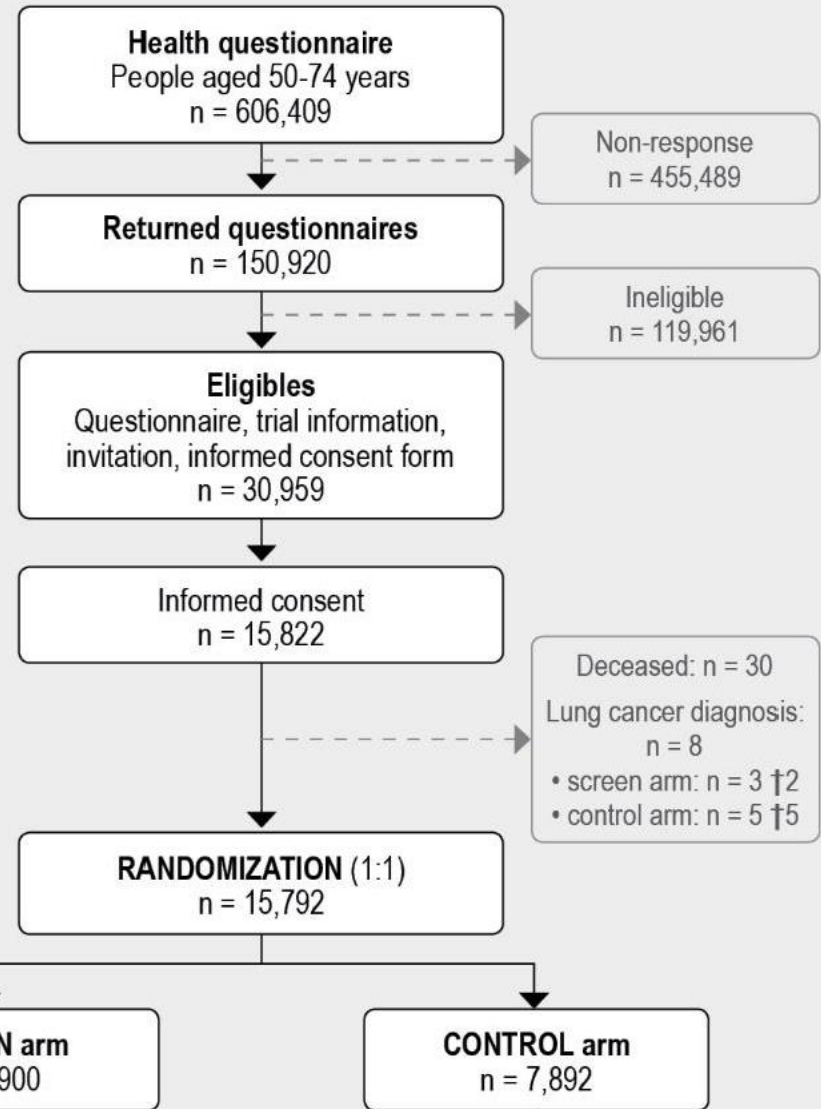 Health questionnaire
People aged 50-74 years
n = 606,409
Non-response
n = 455,489
Returned questionnaires
n = 150,920
Ineligible
n = 119,961
Eligibles
Questionnaire, trial information,
invitation, informed consent form
n = 30,959
Informed consent
n = 15,822
Deceased: n = 30
Lung cancer diagnosis:
n = 8
• screen arm: n = 3 †2
• control arm: n = 5 †5
RANDOMIZATION (1:1)
n = 15,792
N arm
900
CONTROL arm
n = 7,892